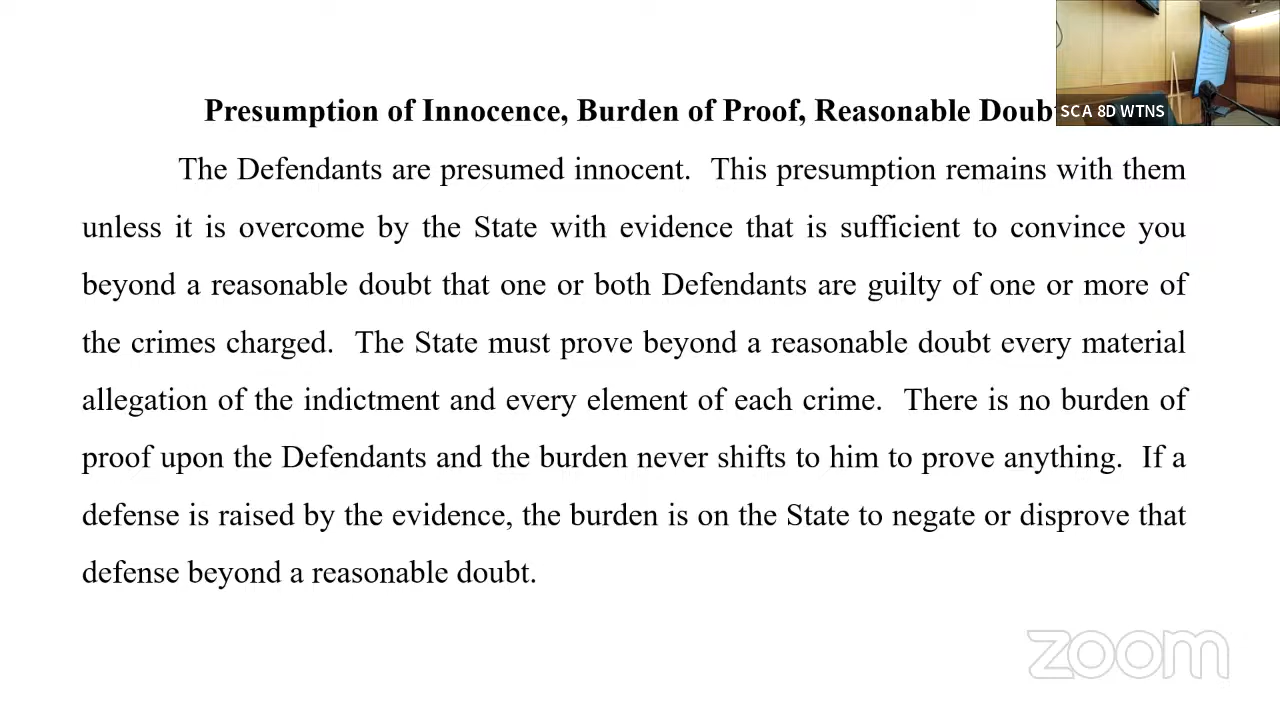 Presumption of Innocence, Burden of Proof, Reasonable Doub
SCA 8D WTNS
The Defendants are presumed innocent. This presumption remains with them
unless it is overcome by the State with evidence that is sufficient to convince you
beyond a reasonable doubt that one or both Defendants are guilty of one or more of
the crimes charged. The State must prove beyond a reasonable doubt every material
allegation of the indictment and every element of each crime. There is no burden of
proof upon the Defendants and the burden never shifts to him to prove anything. If a
defense is raised by the evidence, the burden is on the State to negate or disprove that
defense beyond a reasonable doubt.
zoom